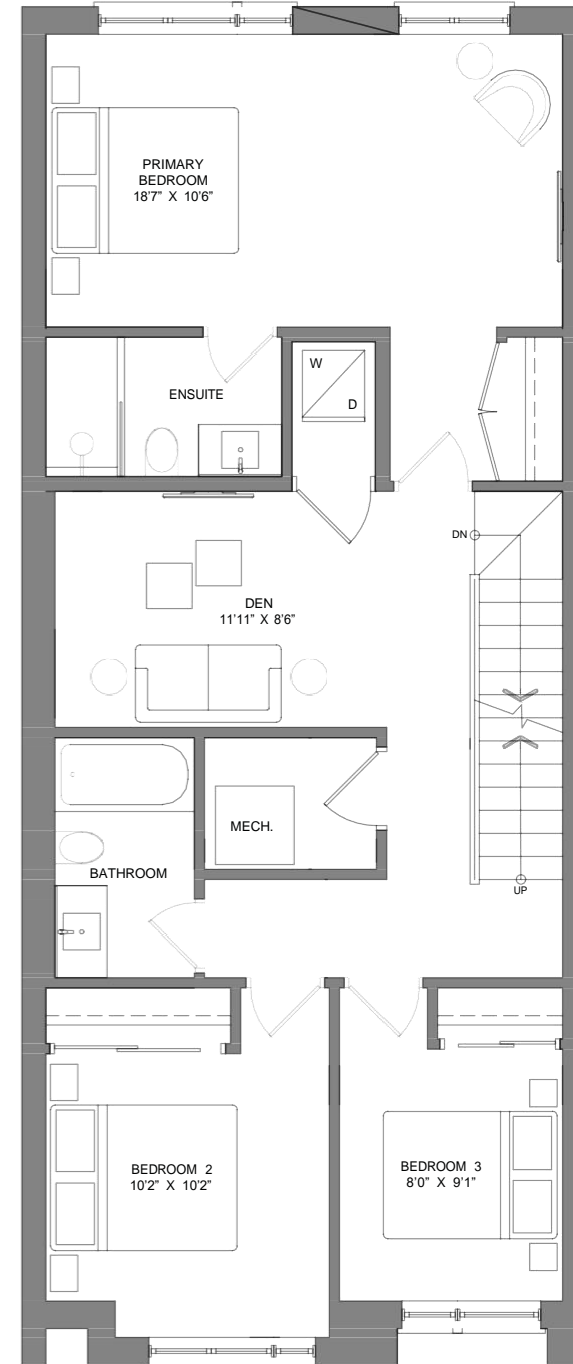 PRIMARY
BEDROOM
18'7" X 10'6"
W
D
ENSUITE
DN
DEN
11'11" X 8'6"
MECH.
BATHROOM
UP
BEDROOM 2
10'2" X 10'2"
BEDROOM 3
8'0" X 9'1"